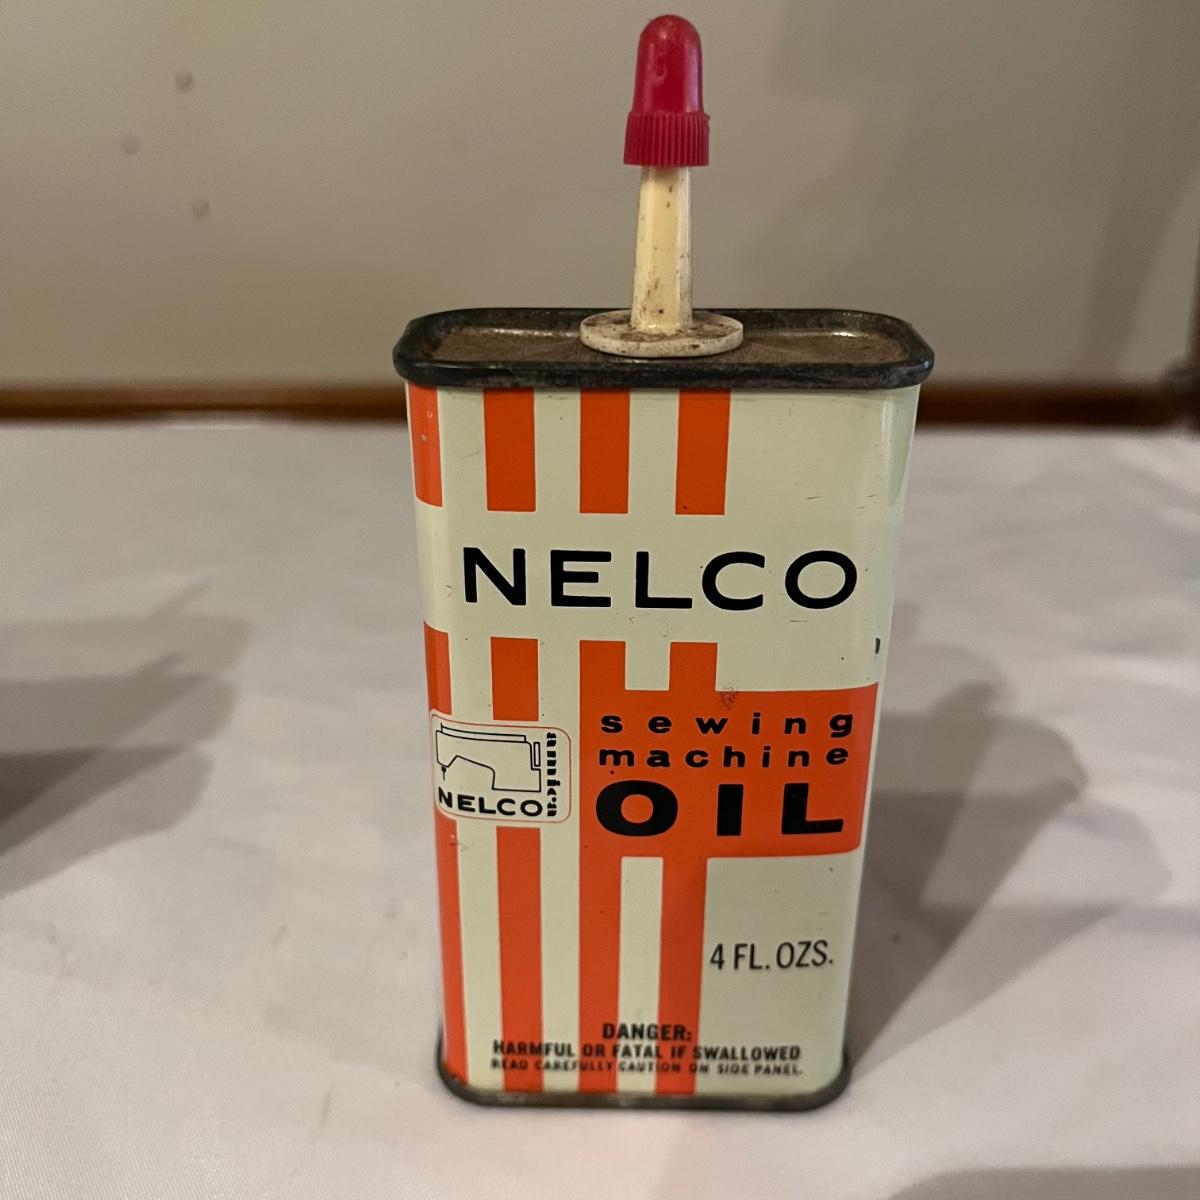 NELCO
sewing
machine
OIL
amica
NELCO
4 FL. OZS.
DANGER:
HARMFUL OR FATAL IF SWALLOWED
READ CAREFULLY CAUTION ON SIDE PANEL.